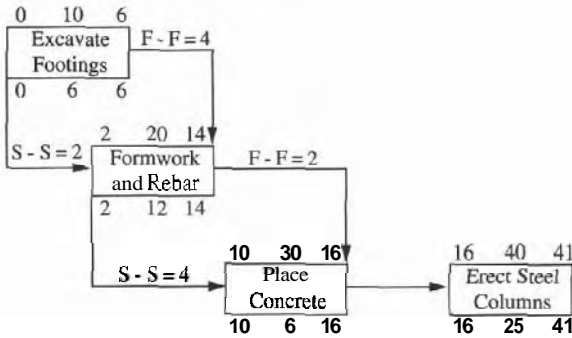 0 10 6
Excavate
Footings
0 6 6
F - F = 4
S - S = 2
2 20 14
Formwork
and Rebar
2 12 14
F - F = 2
S - S = 4
10 30 16
Place
Concrete
10 6 16
16 40 41
Erect Steel
Columns
16 25 41